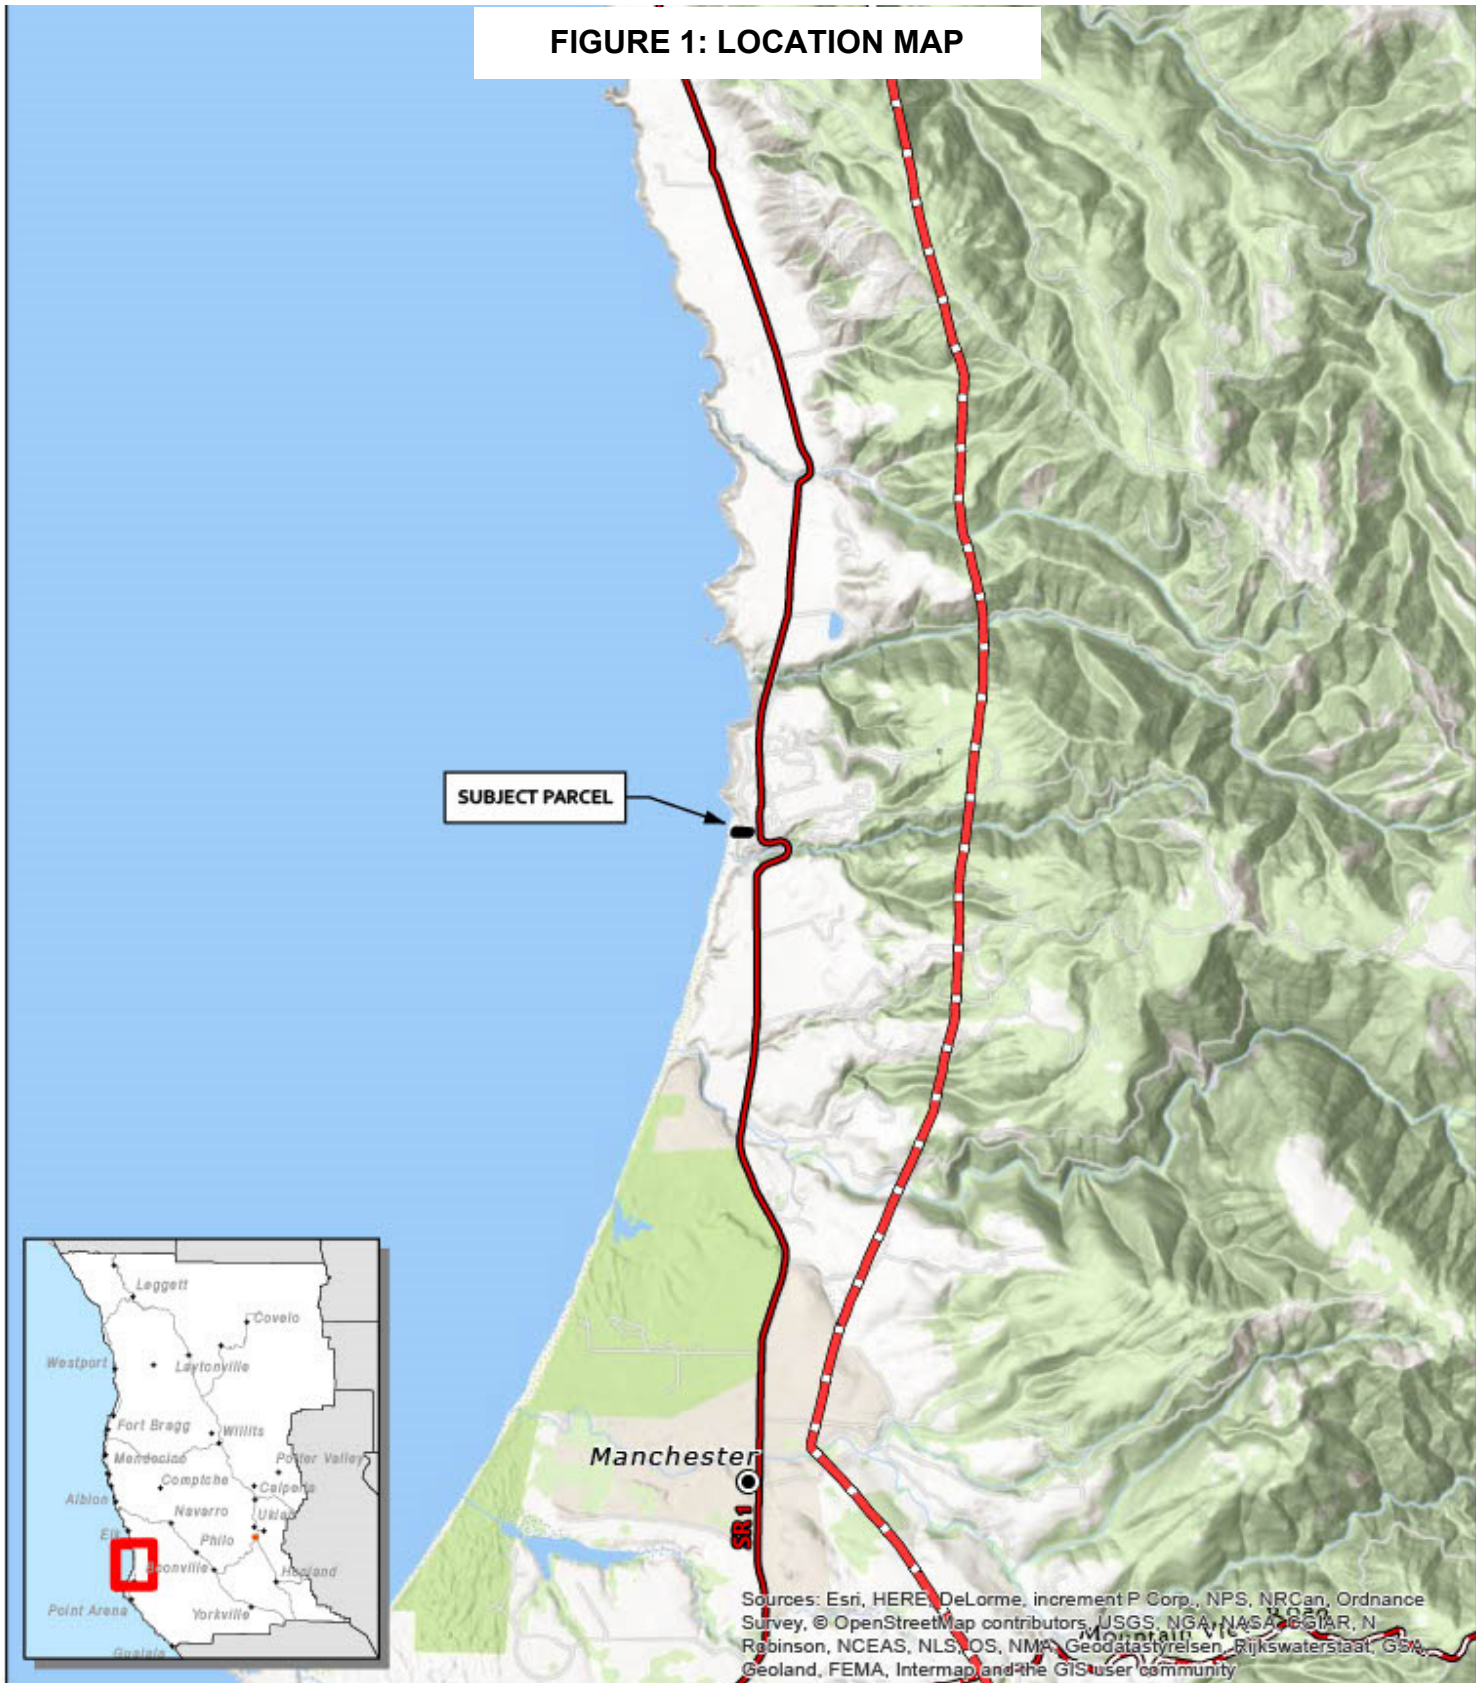 FIGURE 1: LOCATION MAP
SUBJECT PARCEL
Leggett
Covelo
Westport
Laytonville
Fort Bragg
Willits
Mendocino
Potter Valley
Comptche
Calpella
Albion
Navarro
Ukiah
Elk
Philo
Boonville
Hopland
Point Arena
Yorkville
Gualala
Manchester
SR 1
Mountain View Road
Sources: Esri, HERE, DeLorme, increment P Corp., NPS, NRCan, Ordnance
Survey, © OpenStreetMap contributors, USGS, NGA, NASA, CGIAR, N
Robinson, NCEAS, NLS, OS, NMA, Geodatastyrelsen, Rijkswaterstaat, GSA,
Geoland, FEMA, Intermap and the GIS user community